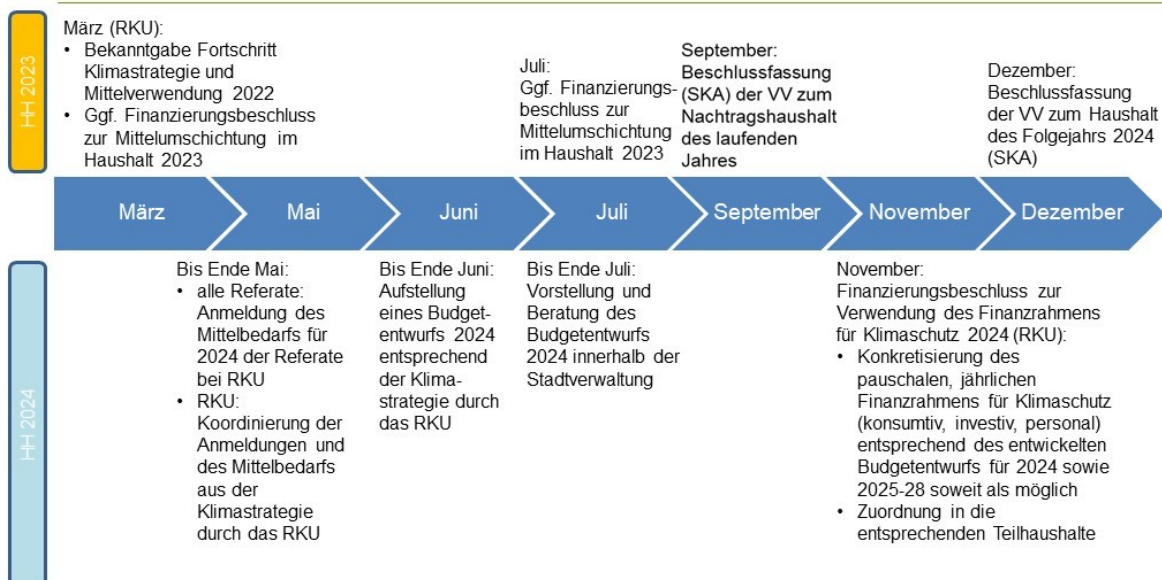 HH 2023
März (RKU):
• Bekanntgabe Fortschritt
Klimastrategie und
Mittelverwendung 2022
• Ggf. Finanzierungsbeschluss
zur Mittelumschichtung im
Haushalt 2023
Juli:
Ggf. Finanzierungs-
beschluss zur
Mittelumschichtung
im Haushalt 2023
September:
Beschlussfassung
(SKA) der VV zum
Nachtragshaushalt
des laufenden
Jahres
Dezember:
Beschlussfassung
der VV zum Haushalt
des Folgejahrs 2024
(SKA)
März
Mai
Juni
Juli
September
November
Dezember
HH 2024
Bis Ende Mai:
• alle Referate:
Anmeldung des
Mittelbedarfs für
2024 der Referate
bei RKU
• RKU:
Koordinierung der
Anmeldungen und
des Mittelbedarfs
aus der
Klimastrategie
durch das RKU
Bis Ende Juni:
Aufstellung
eines Budget-
entwurfs 2024
entsprechend
der Klima-
strategie durch
das RKU
Bis Ende Juli:
Vorstellung und
Beratung des
Budgetentwurfs
2024 innerhalb der
Stadtverwaltung
November:
Finanzierungsbeschluss zur
Verwendung des Finanzrahmens
für Klimaschutz 2024 (RKU):
• Konkretisierung des
pauschalen, jährlichen
Finanzrahmens für Klimaschutz
(konsumtiv, investiv, personal)
entsprechend des entwickelten
Budgetentwurfs für 2024 sowie
2025-28 soweit als möglich
• Zuordnung in die
entsprechenden Teilhaushalte